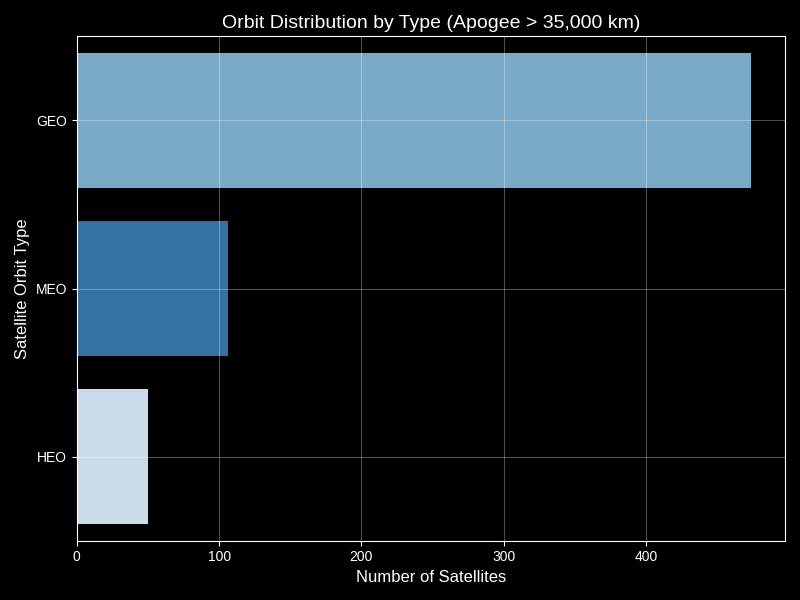 Orbit Distribution by Type (Apogee > 35,000 km)
Satellite Orbit Type
GEO
MEO
HEO
0 100 200 300 400
Number of Satellites